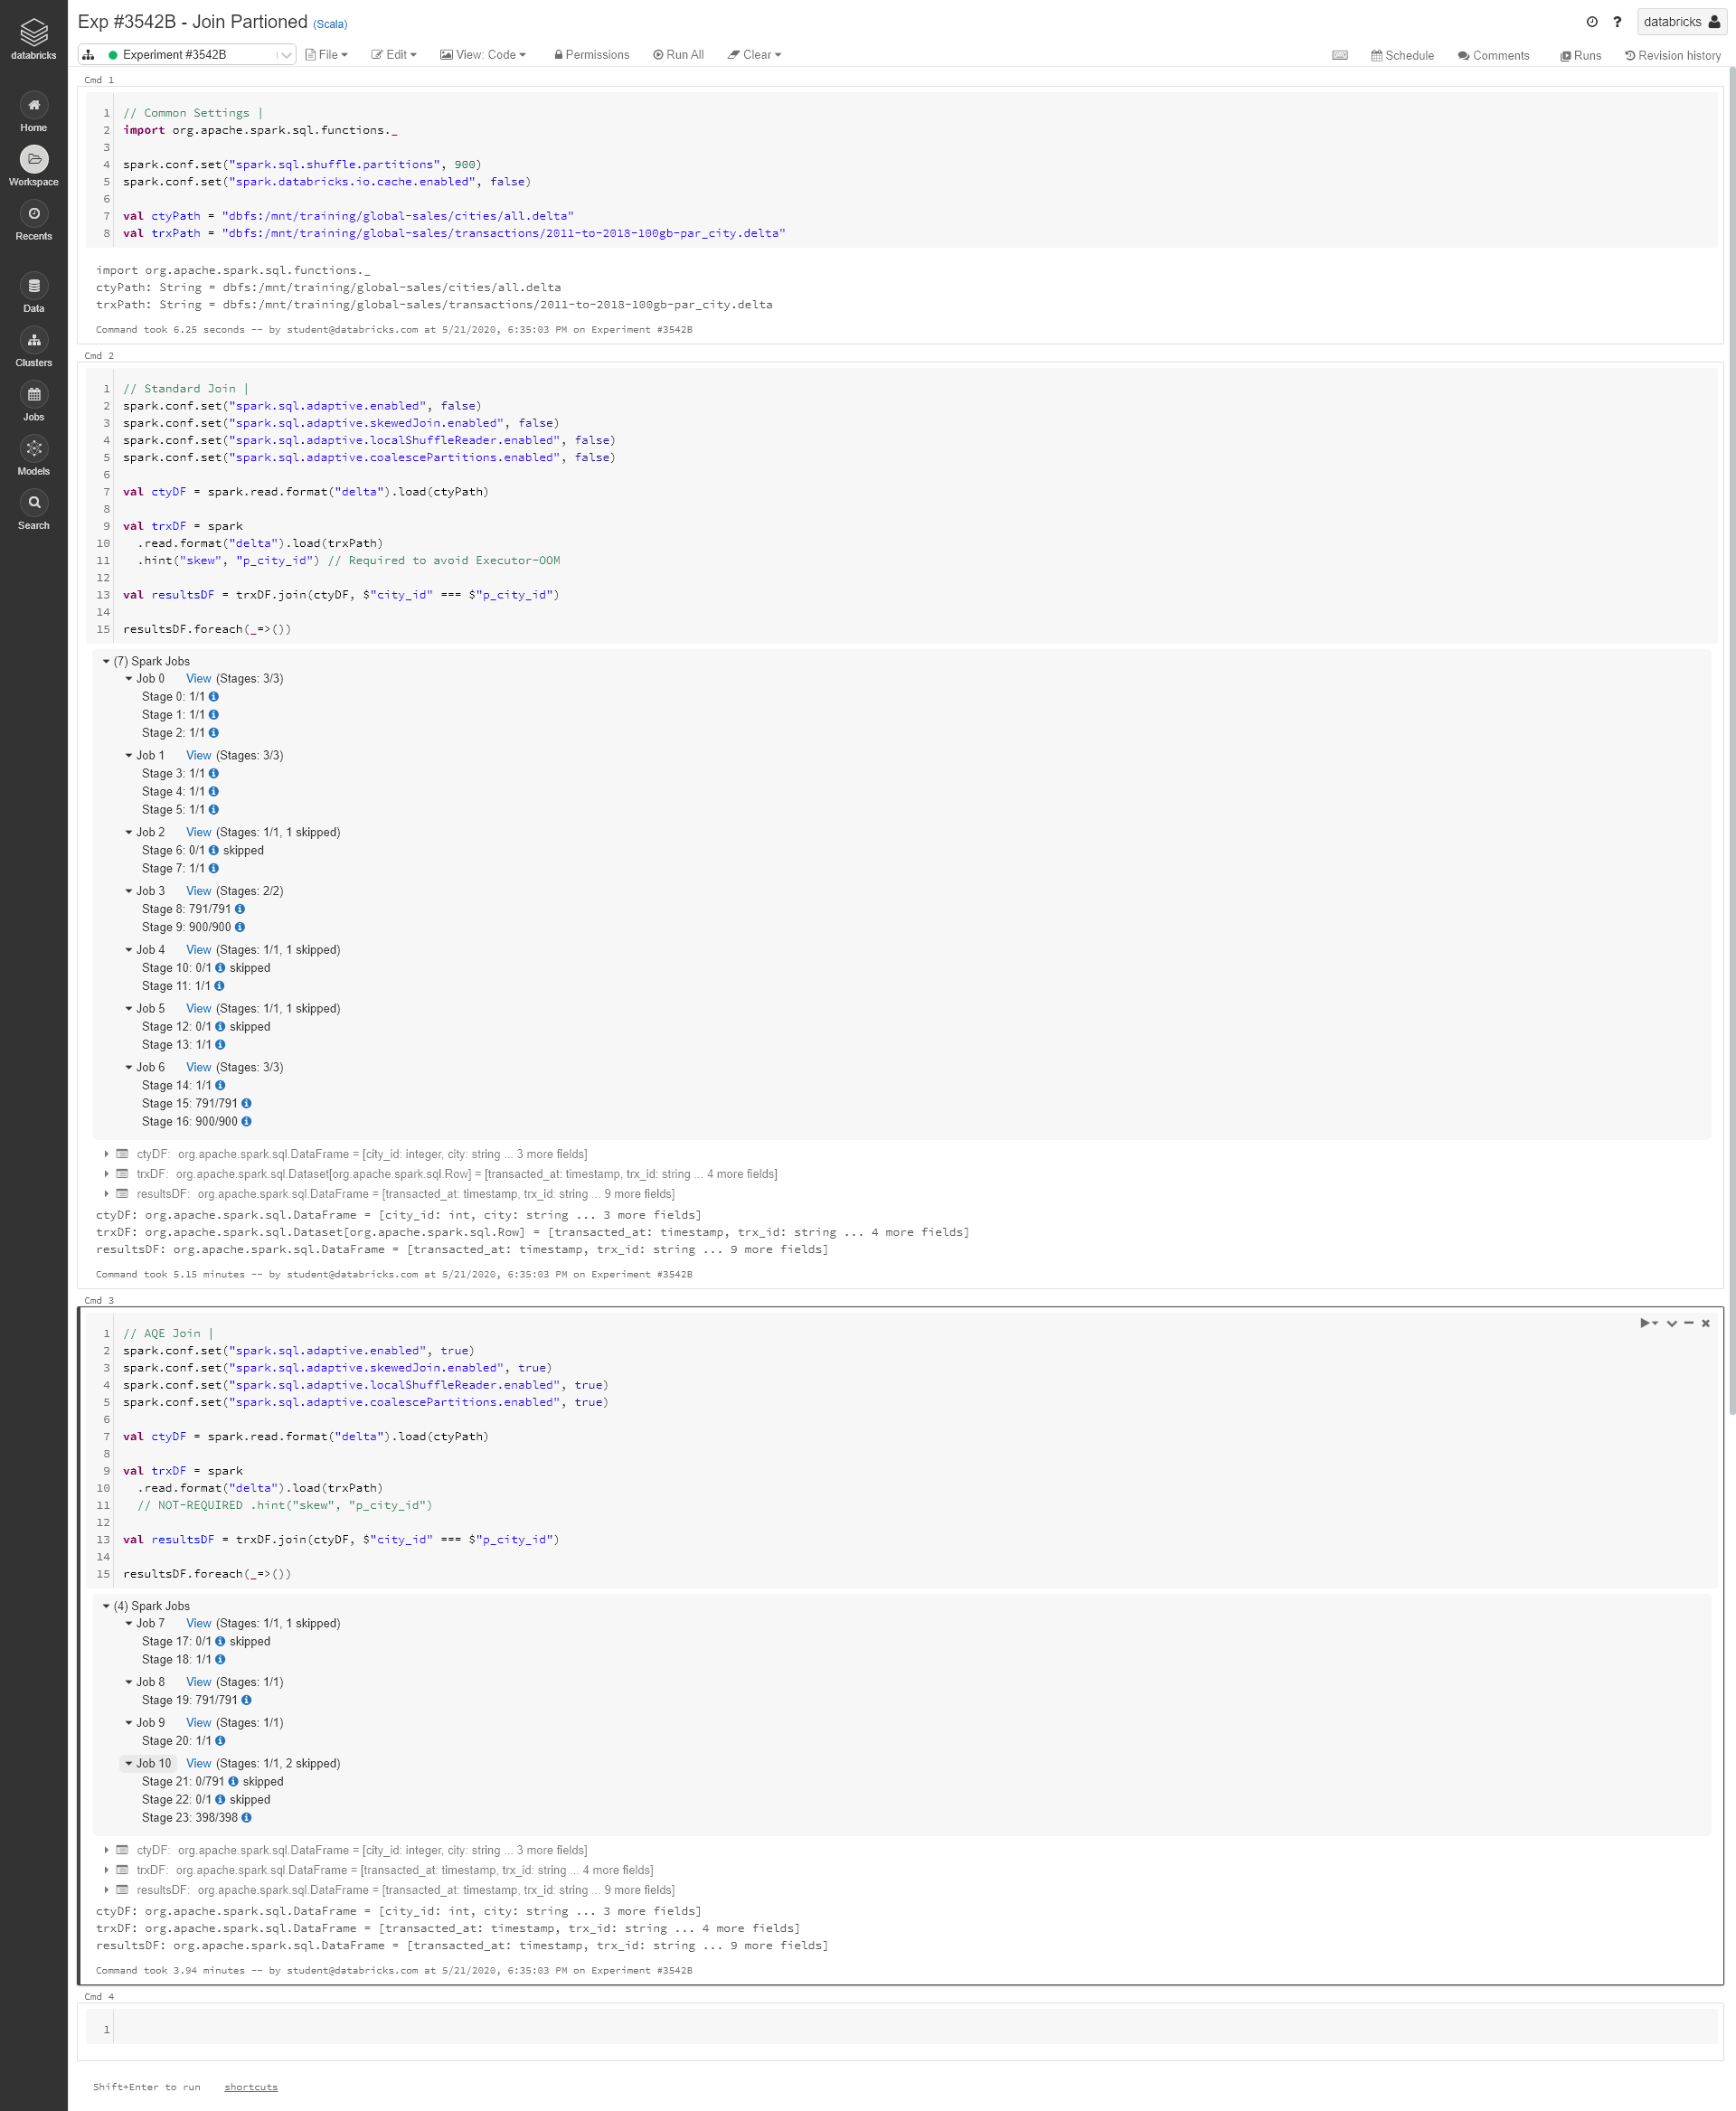 databricks
Home
Workspace
Recents
Data
Clusters
Jobs
Models
Search
Exp #3542B - Join Partioned (Scala)
? databricks
Experiment #3542B File Edit View: Code Permissions Run All Clear Schedule Comments Runs Revision history
Cmd 1
1 // Common Settings |
2 import org.apache.spark.sql.functions._
3
4 spark.conf.set("spark.sql.shuffle.partitions", 900)
5 spark.conf.set("spark.databricks.io.cache.enabled", false)
6
7 val ctyPath = "dbfs:/mnt/training/global-sales/cities/all.delta"
8 val trxPath = "dbfs:/mnt/training/global-sales/transactions/2011-to-2018-100gb-par_city.delta"
import org.apache.spark.sql.functions._
ctyPath: String = dbfs:/mnt/training/global-sales/cities/all.delta
trxPath: String = dbfs:/mnt/training/global-sales/transactions/2011-to-2018-100gb-par_city.delta
Command took 6.25 seconds -- by student@databricks.com at 5/21/2020, 6:35:03 PM on Experiment #3542B
Cmd 2
1 // Standard Join |
2 spark.conf.set("spark.sql.adaptive.enabled", false)
3 spark.conf.set("spark.sql.adaptive.skewedJoin.enabled", false)
4 spark.conf.set("spark.sql.adaptive.localShuffleReader.enabled", false)
5 spark.conf.set("spark.sql.adaptive.coalescePartitions.enabled", false)
6
7 val ctyDF = spark.read.format("delta").load(ctyPath)
8
9 val trxDF = spark
10 .read.format("delta").load(trxPath)
11 .hint("skew", "p_city_id") // Required to avoid Executor-OOM
12
13 val resultsDF = trxDF.join(ctyDF, $"city_id" === $"p_city_id")
14
15 resultsDF.foreach(_=>())
(7) Spark Jobs
Job 0 View (Stages: 3/3)
Stage 0: 1/1
Stage 1: 1/1
Stage 2: 1/1
Job 1 View (Stages: 3/3)
Stage 3: 1/1
Stage 4: 1/1
Stage 5: 1/1
Job 2 View (Stages: 1/1, 1 skipped)
Stage 6: 0/1 skipped
Stage 7: 1/1
Job 3 View (Stages: 2/2)
Stage 8: 791/791
Stage 9: 900/900
Job 4 View (Stages: 1/1, 1 skipped)
Stage 10: 0/1 skipped
Stage 11: 1/1
Job 5 View (Stages: 1/1, 1 skipped)
Stage 12: 0/1 skipped
Stage 13: 1/1
Job 6 View (Stages: 3/3)
Stage 14: 1/1
Stage 15: 791/791
Stage 16: 900/900
ctyDF: org.apache.spark.sql.DataFrame = [city_id: integer, city: string ... 3 more fields]
trxDF: org.apache.spark.sql.Dataset[org.apache.spark.sql.Row] = [transacted_at: timestamp, trx_id: string ... 4 more fields]
resultsDF: org.apache.spark.sql.DataFrame = [transacted_at: timestamp, trx_id: string ... 9 more fields]
ctyDF: org.apache.spark.sql.DataFrame = [city_id: int, city: string ... 3 more fields]
trxDF: org.apache.spark.sql.Dataset[org.apache.spark.sql.Row] = [transacted_at: timestamp, trx_id: string ... 4 more fields]
resultsDF: org.apache.spark.sql.DataFrame = [transacted_at: timestamp, trx_id: string ... 9 more fields]
Command took 5.15 minutes -- by student@databricks.com at 5/21/2020, 6:35:03 PM on Experiment #3542B
Cmd 3
1 // AQE Join |
2 spark.conf.set("spark.sql.adaptive.enabled", true)
3 spark.conf.set("spark.sql.adaptive.skewedJoin.enabled", true)
4 spark.conf.set("spark.sql.adaptive.localShuffleReader.enabled", true)
5 spark.conf.set("spark.sql.adaptive.coalescePartitions.enabled", true)
6
7 val ctyDF = spark.read.format("delta").load(ctyPath)
8
9 val trxDF = spark
10 .read.format("delta").load(trxPath)
11 // NOT-REQUIRED .hint("skew", "p_city_id")
12
13 val resultsDF = trxDF.join(ctyDF, $"city_id" === $"p_city_id")
14
15 resultsDF.foreach(_=>())
(4) Spark Jobs
Job 7 View (Stages: 1/1, 1 skipped)
Stage 17: 0/1 skipped
Stage 18: 1/1
Job 8 View (Stages: 1/1)
Stage 19: 791/791
Job 9 View (Stages: 1/1)
Stage 20: 1/1
Job 10 View (Stages: 1/1, 2 skipped)
Stage 21: 0/791 skipped
Stage 22: 0/1 skipped
Stage 23: 398/398
ctyDF: org.apache.spark.sql.DataFrame = [city_id: integer, city: string ... 3 more fields]
trxDF: org.apache.spark.sql.DataFrame = [transacted_at: timestamp, trx_id: string ... 4 more fields]
resultsDF: org.apache.spark.sql.DataFrame = [transacted_at: timestamp, trx_id: string ... 9 more fields]
ctyDF: org.apache.spark.sql.DataFrame = [city_id: int, city: string ... 3 more fields]
trxDF: org.apache.spark.sql.DataFrame = [transacted_at: timestamp, trx_id: string ... 4 more fields]
resultsDF: org.apache.spark.sql.DataFrame = [transacted_at: timestamp, trx_id: string ... 9 more fields]
Command took 3.94 minutes -- by student@databricks.com at 5/21/2020, 6:35:03 PM on Experiment #3542B
Cmd 4
1
Shift+Enter to run shortcuts